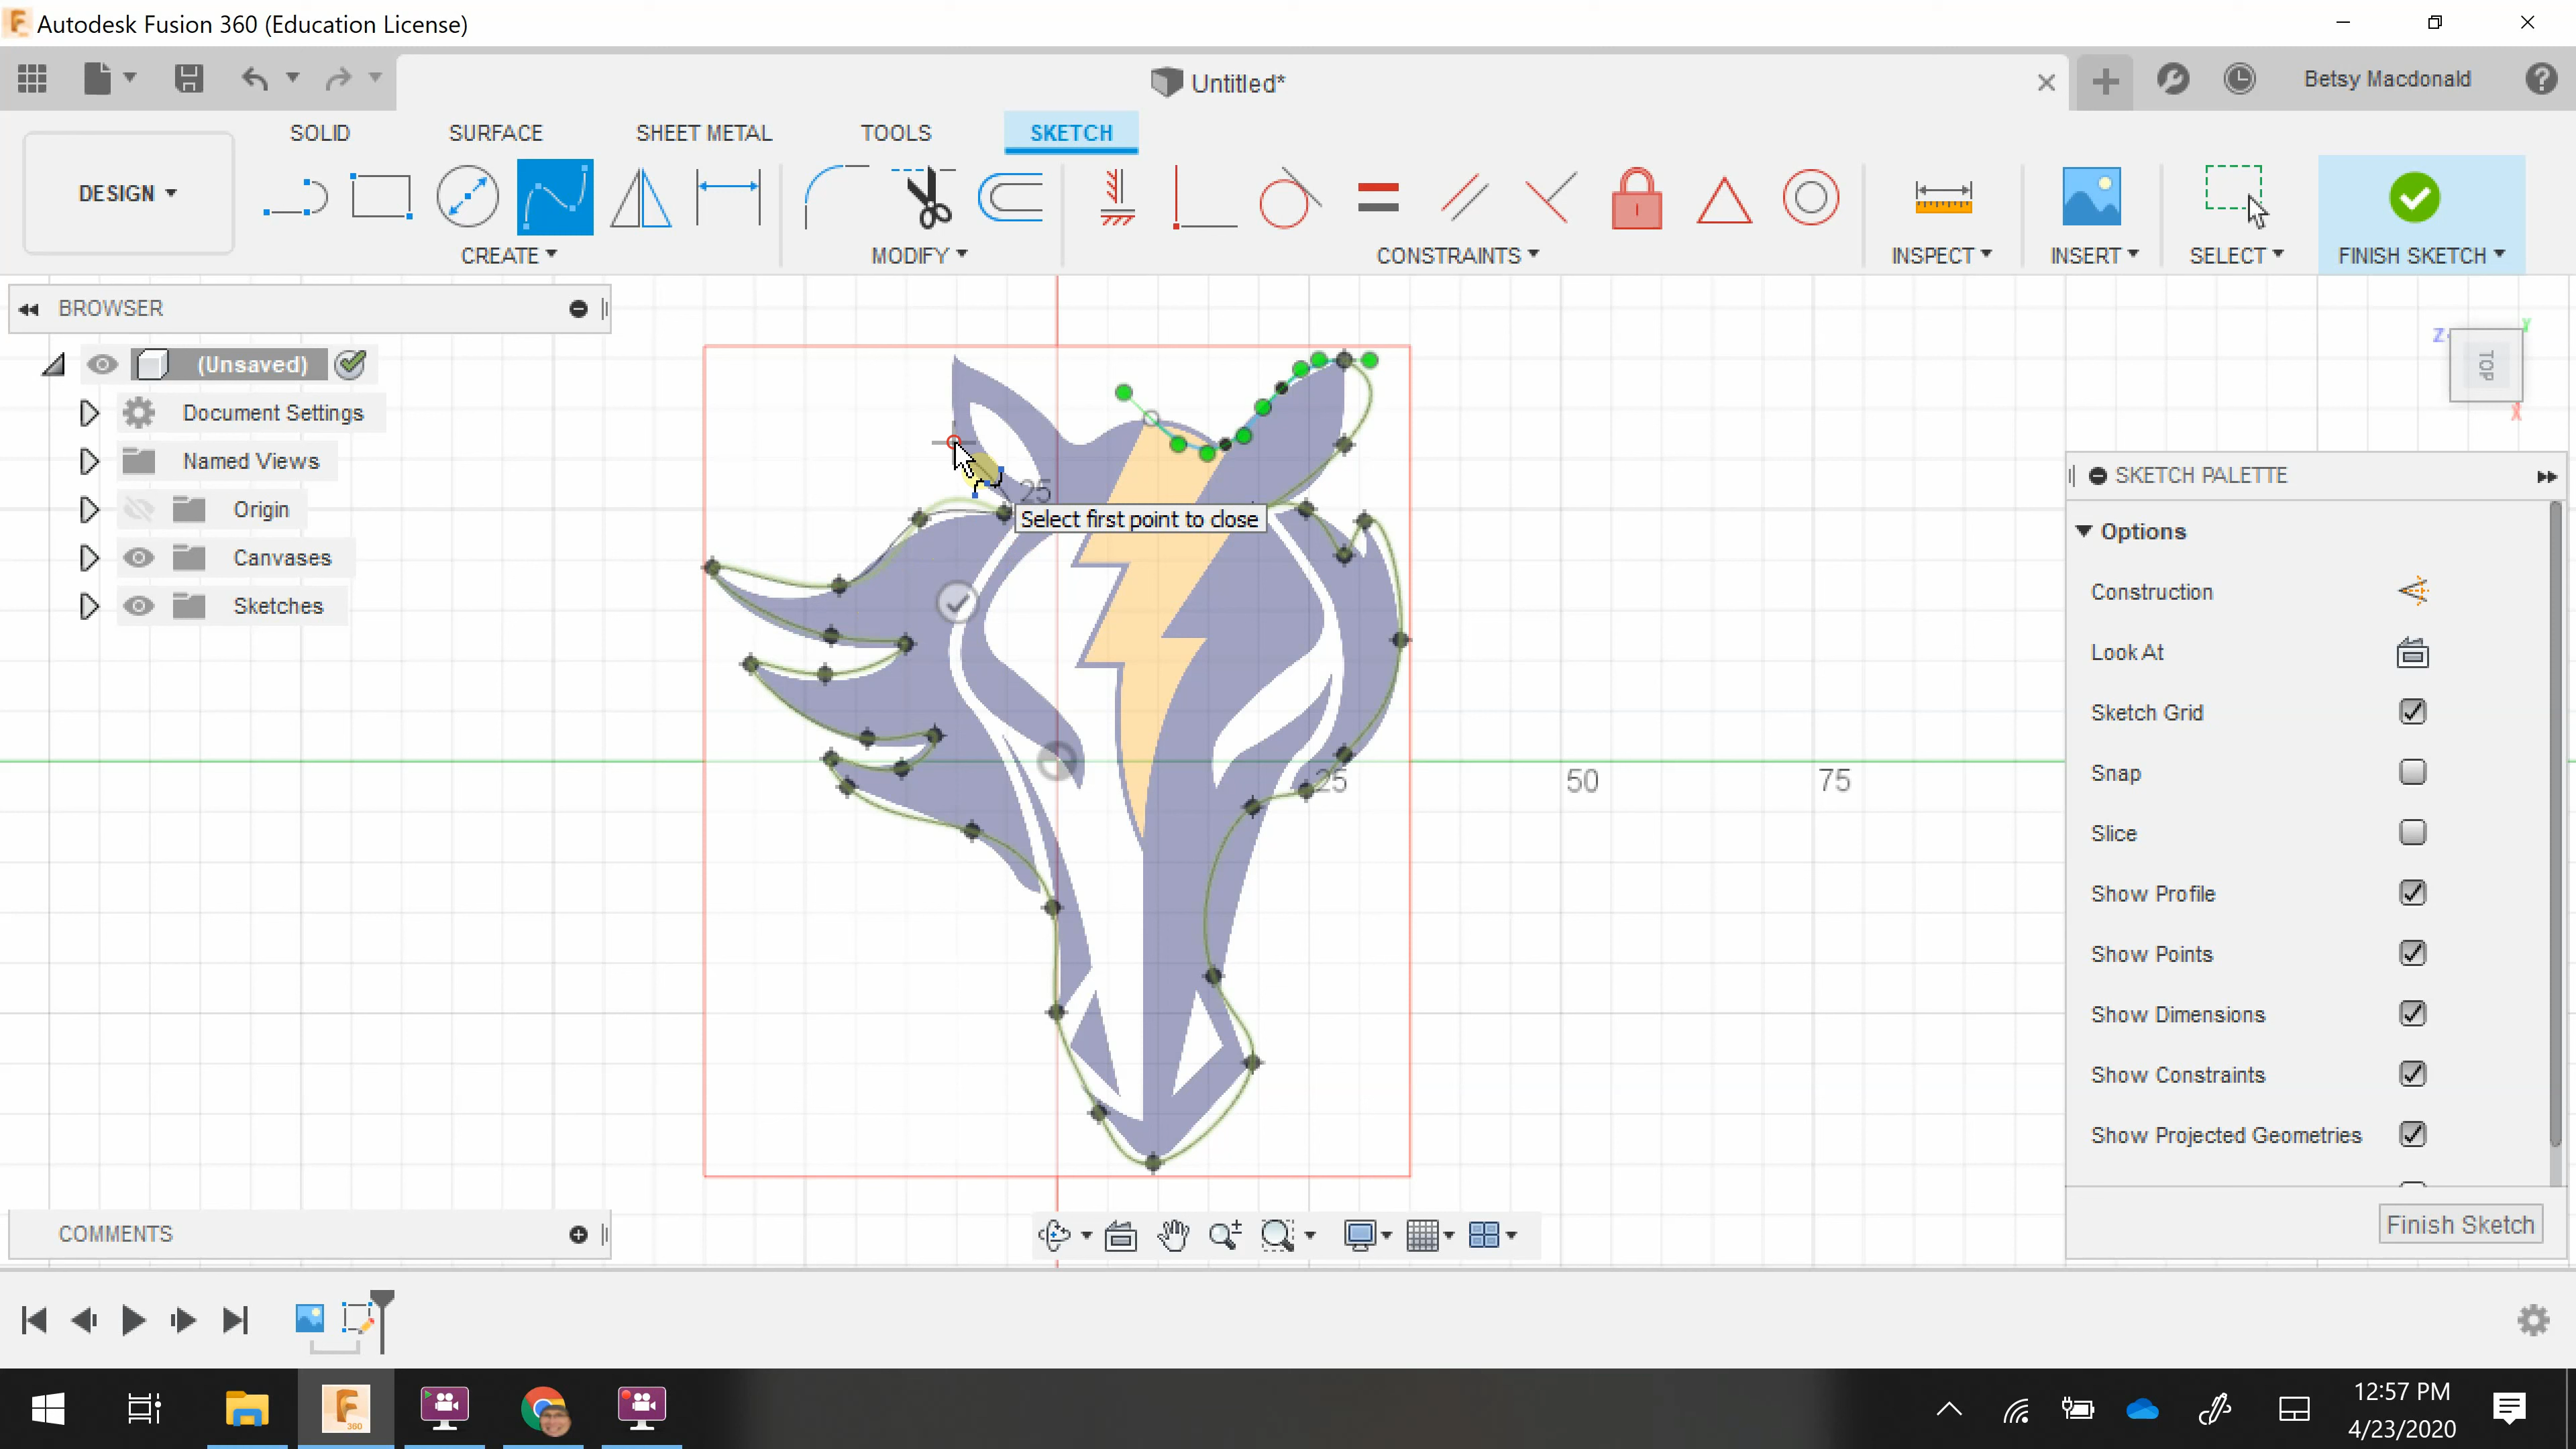 Autodesk Fusion 360 (Education License)
Untitled*
Betsy Macdonald
SOLID SURFACE SHEET METAL TOOLS SKETCH
DESIGN
CREATE MODIFY CONSTRAINTS INSPECT INSERT SELECT FINISH SKETCH
BROWSER
(Unsaved)
Document Settings
Named Views
Origin
Canvases
Sketches
25
Select first point to close
25
50
75
Z
Y
TOP
X
SKETCH PALETTE
Options
Construction
Look At
Sketch Grid
Snap
Slice
Show Profile
Show Points
Show Dimensions
Show Constraints
Show Projected Geometries
Finish Sketch
COMMENTS
360
12:57 PM
4/23/2020